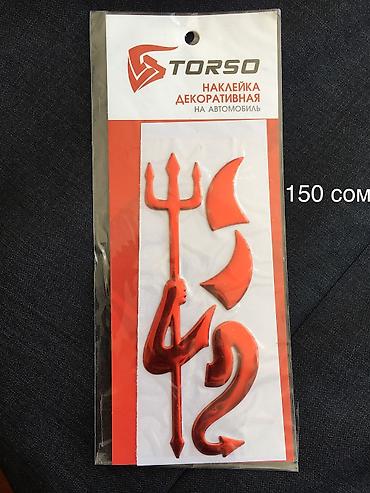 TORSO
НАКЛЕЙКА
ДЕКОРАТИВНАЯ
НА АВТОМОБИЛЬ
150 сом